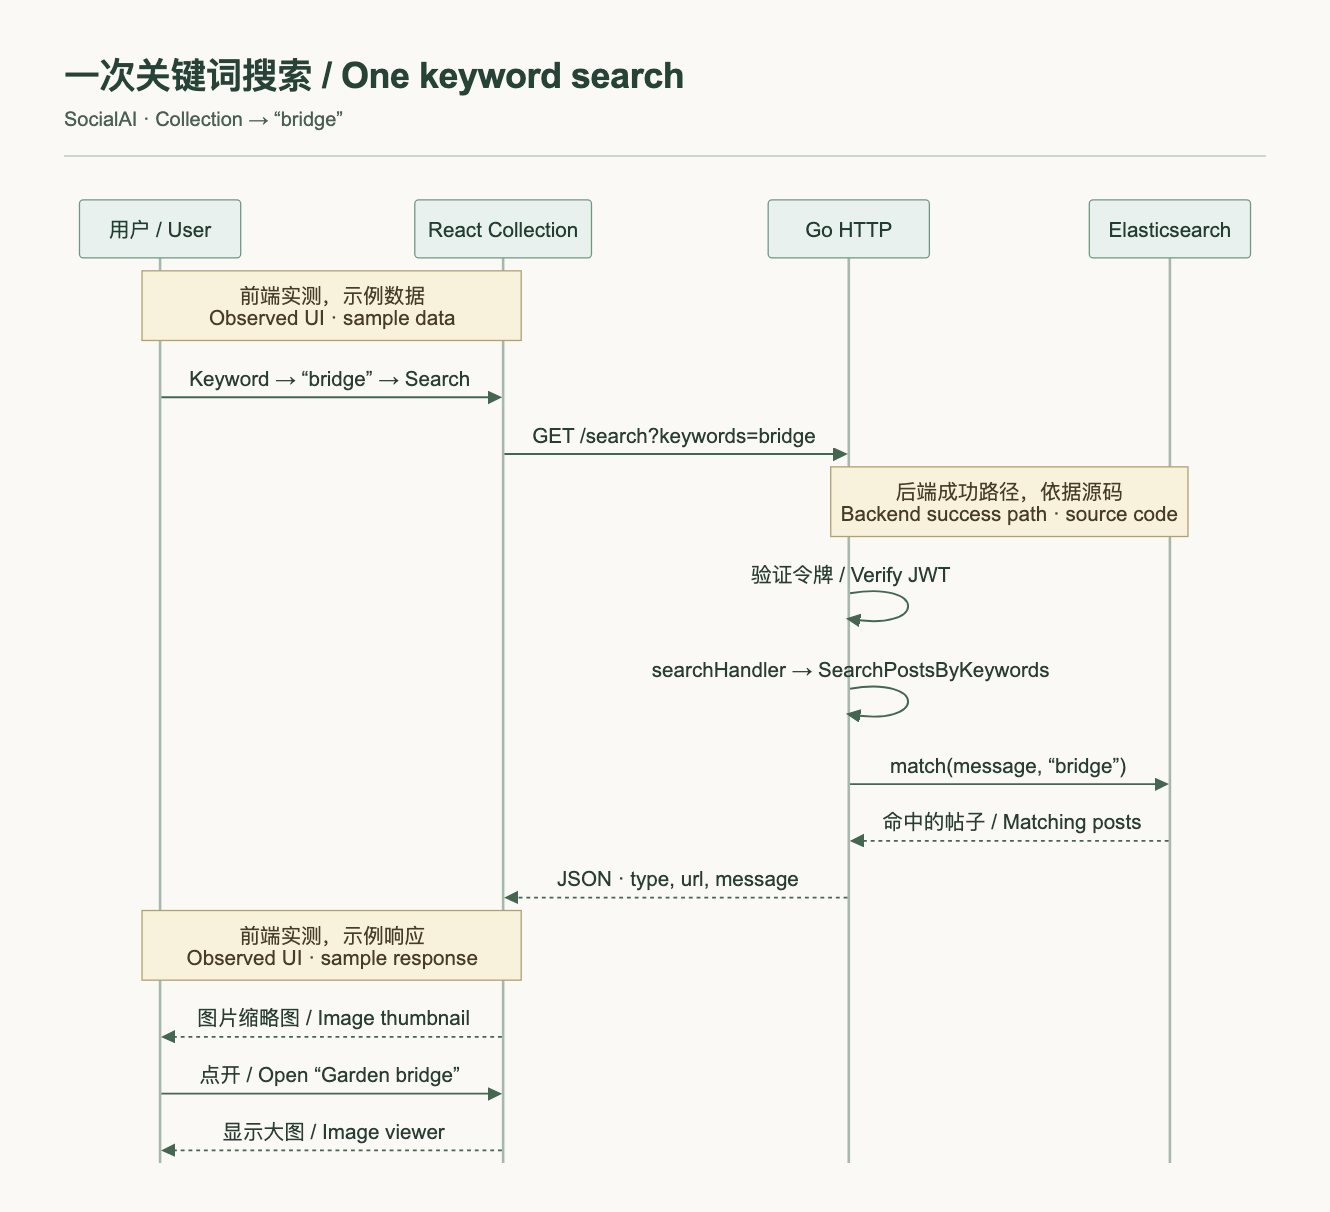 一次关键词搜索 / One keyword search
SocialAI · Collection → “bridge”
用户 / User
React Collection
Go HTTP
Elasticsearch
前端实测，示例数据
Observed UI · sample data
Keyword → “bridge” → Search
GET /search?keywords=bridge
后端成功路径，依据源码
Backend success path · source code
验证令牌 / Verify JWT
searchHandler → SearchPostsByKeywords
match(message, “bridge”)
命中的帖子 / Matching posts
JSON · type, url, message
前端实测，示例响应
Observed UI · sample response
图片缩略图 / Image thumbnail
点开 / Open “Garden bridge”
显示大图 / Image viewer